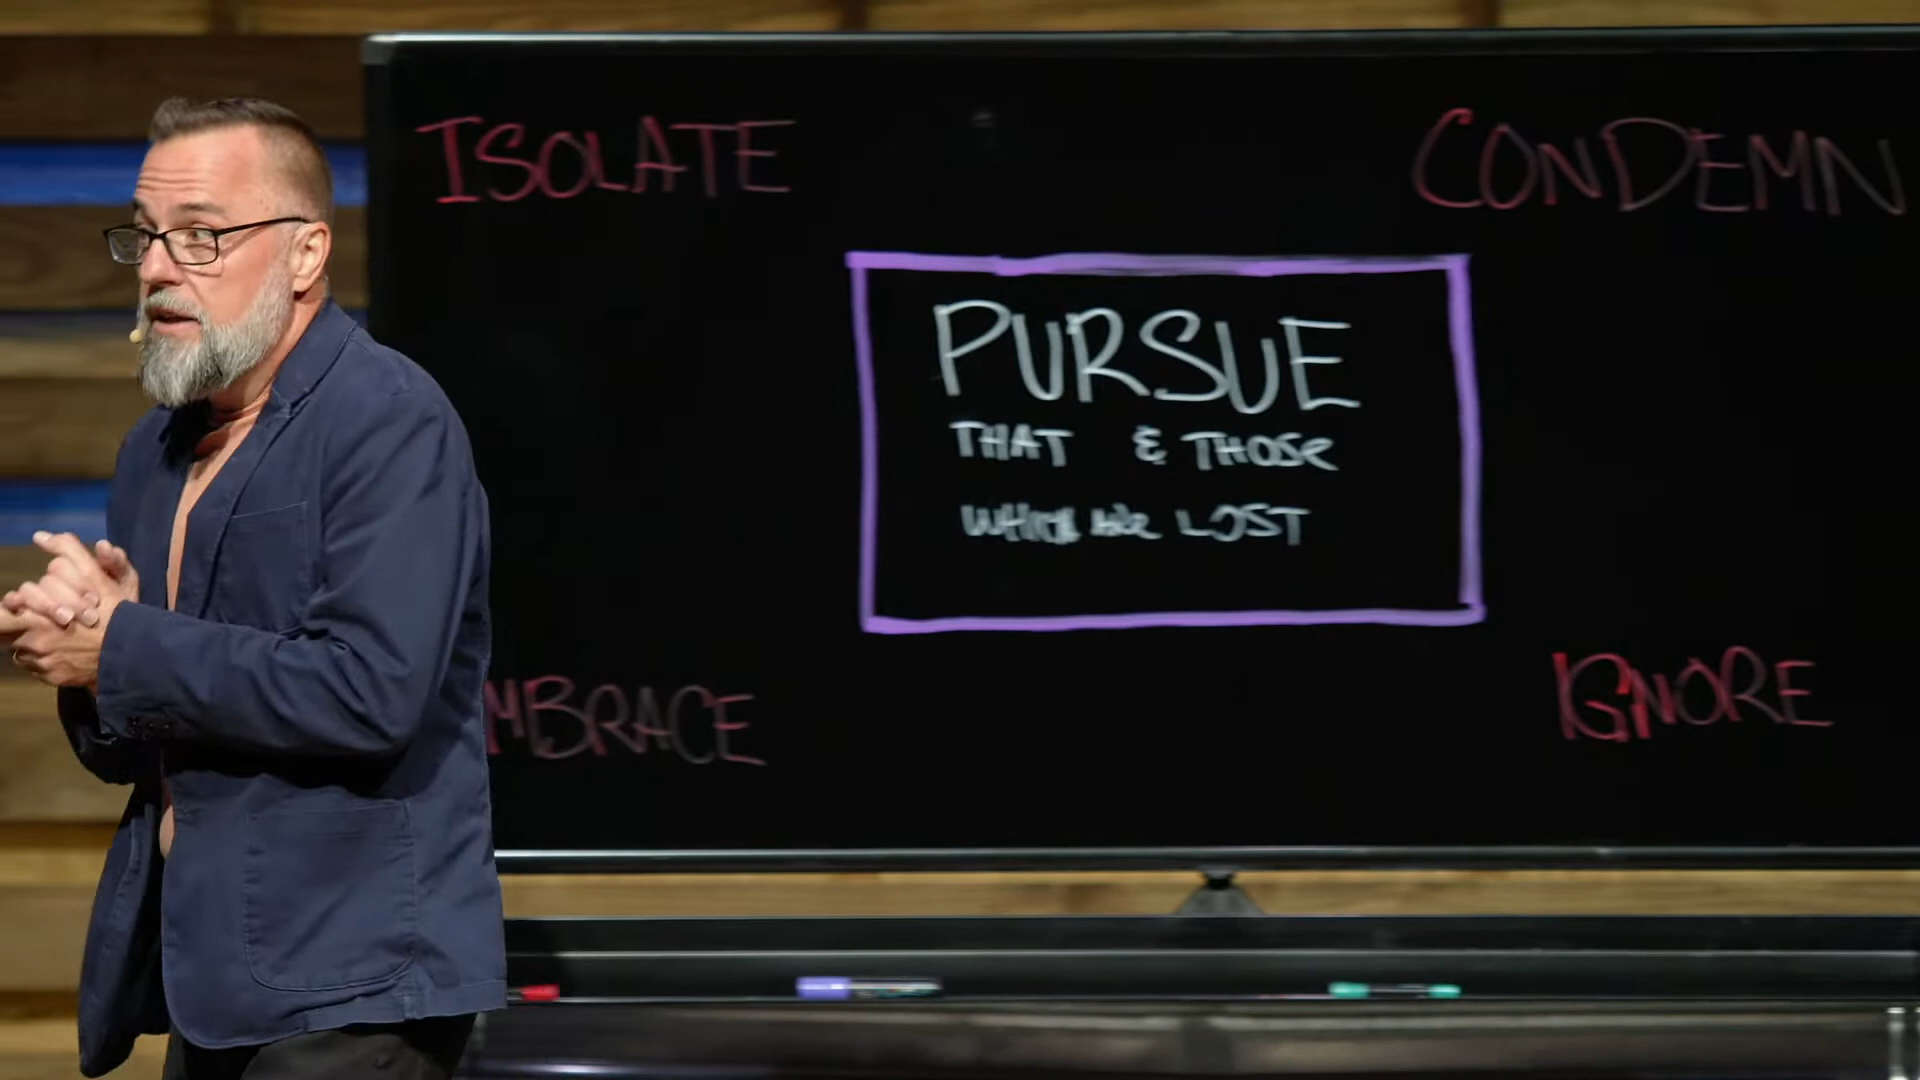 ISOLATE
CONDEMN
PURSUE
THAT & THOSE
WHICH ARE LOST
MBRACE
IGNORE